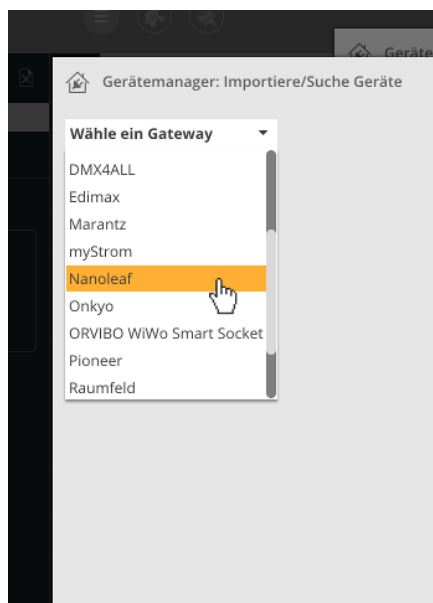 Geräte
Gerätemanager: Importiere/Suche Geräte
Wähle ein Gateway
DMX4ALL
Edimax
Marantz
myStrom
Nanoleaf
Onkyo
ORVIBO WiWo Smart Socket
Pioneer
Raumfeld